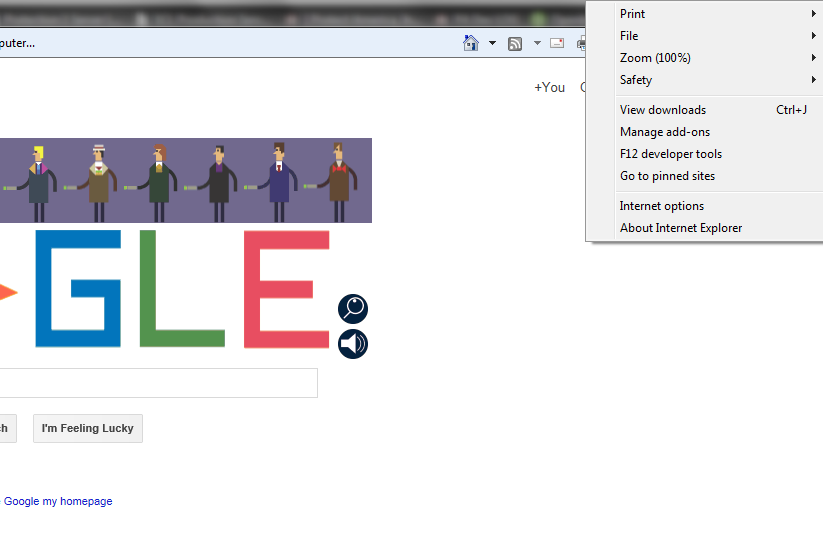 puter...
Print
File
Zoom (100%)
Safety
View downloads Ctrl+J
Manage add-ons
F12 developer tools
Go to pinned sites
Internet options
About Internet Explorer
+You
GLE
ch
I'm Feeling Lucky
Google my homepage